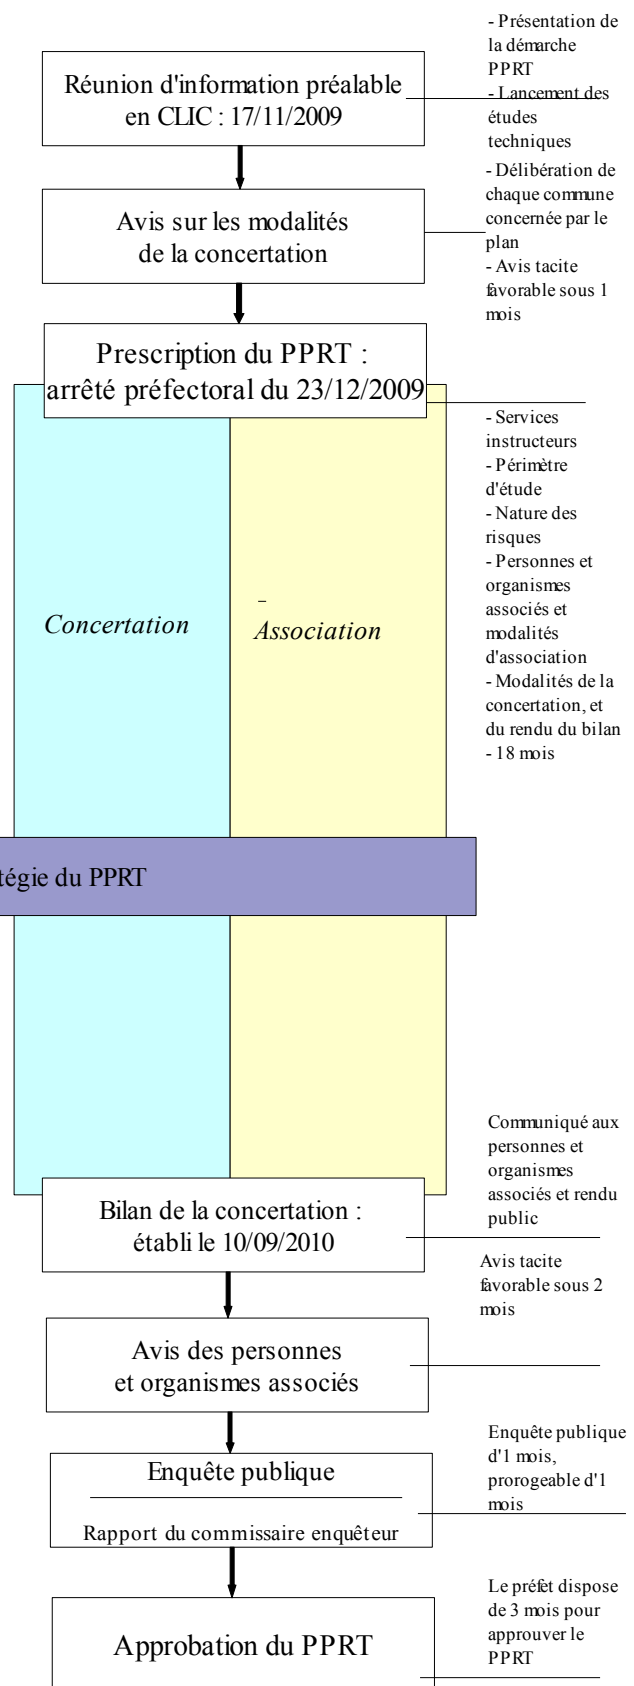 - Présentation de
la démarche
PPRT
- Lancement des
études
techniques
Réunion d'information préalable
en CLIC : 17/11/2009
- Délibération de
chaque commune
concernée par le
plan
- Avis tacite
favorable sous 1
mois
Avis sur les modalités
de la concertation
Prescription du PPRT :
arrêté préfectoral du 23/12/2009
- Services
instructeurs
- Périmètre
d'étude
- Nature des
risques
- Personnes et
organismes
associés et
modalités
d'association
- Modalités de la
concertation, et
du rendu du bilan
- 18 mois
Concertation
Association
tégie du PPRT
Communiqué aux
personnes et
organismes
associés et rendu
public
Bilan de la concertation :
établi le 10/09/2010
Avis tacite
favorable sous 2
mois
Avis des personnes
et organismes associés
Enquête publique
d'1 mois,
prorogeable d'1
mois
Enquête publique
Rapport du commissaire enquêteur
Le préfet dispose
de 3 mois pour
approuver le
PPRT
Approbation du PPRT